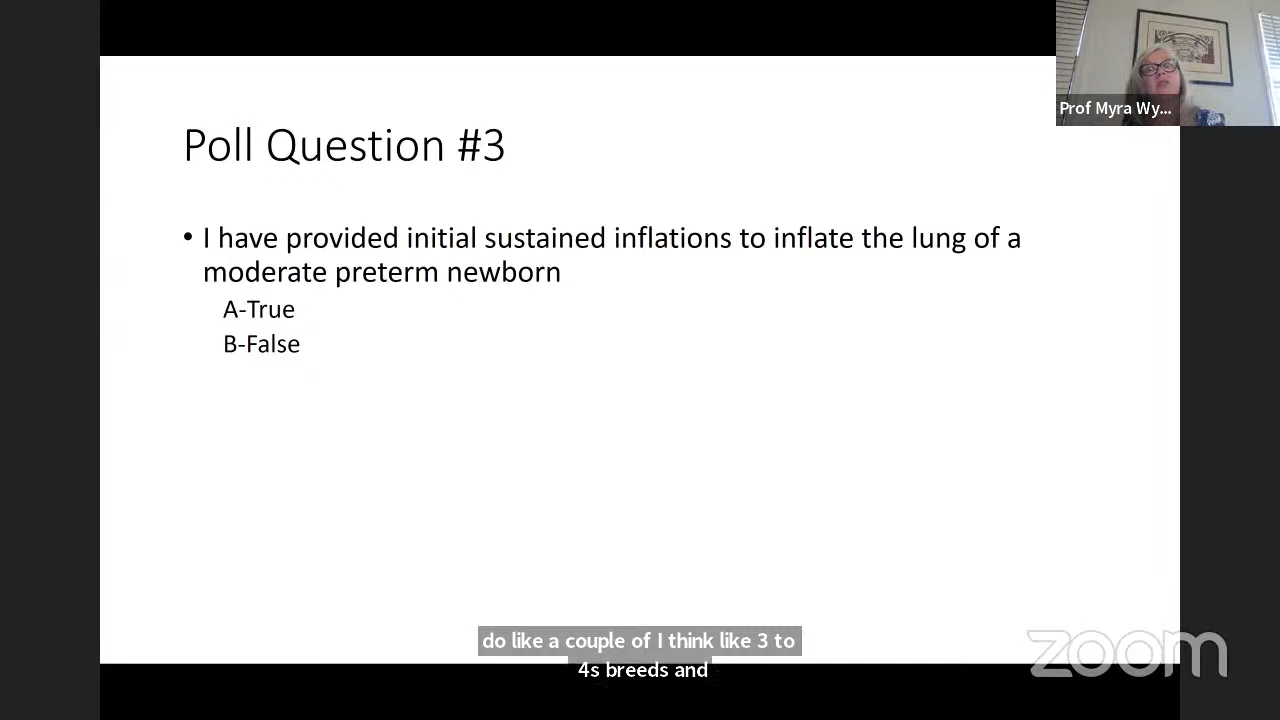 Prof Myra Wy...
Poll Question #3
• I have provided initial sustained inflations to inflate the lung of a
moderate preterm newborn
A-True
B-False
do like a couple of I think like 3 to
4s breeds and
zoom